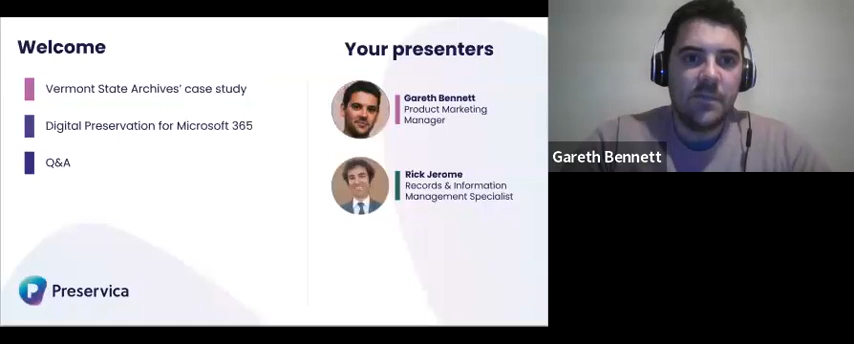 Welcome
Vermont State Archives' case study
Digital Preservation for Microsoft 365
Q&A
Your presenters
Gareth Bennett
Product Marketing
Manager
Rick Jerome
Records & Information
Management Specialist
Preservica
Gareth Bennett